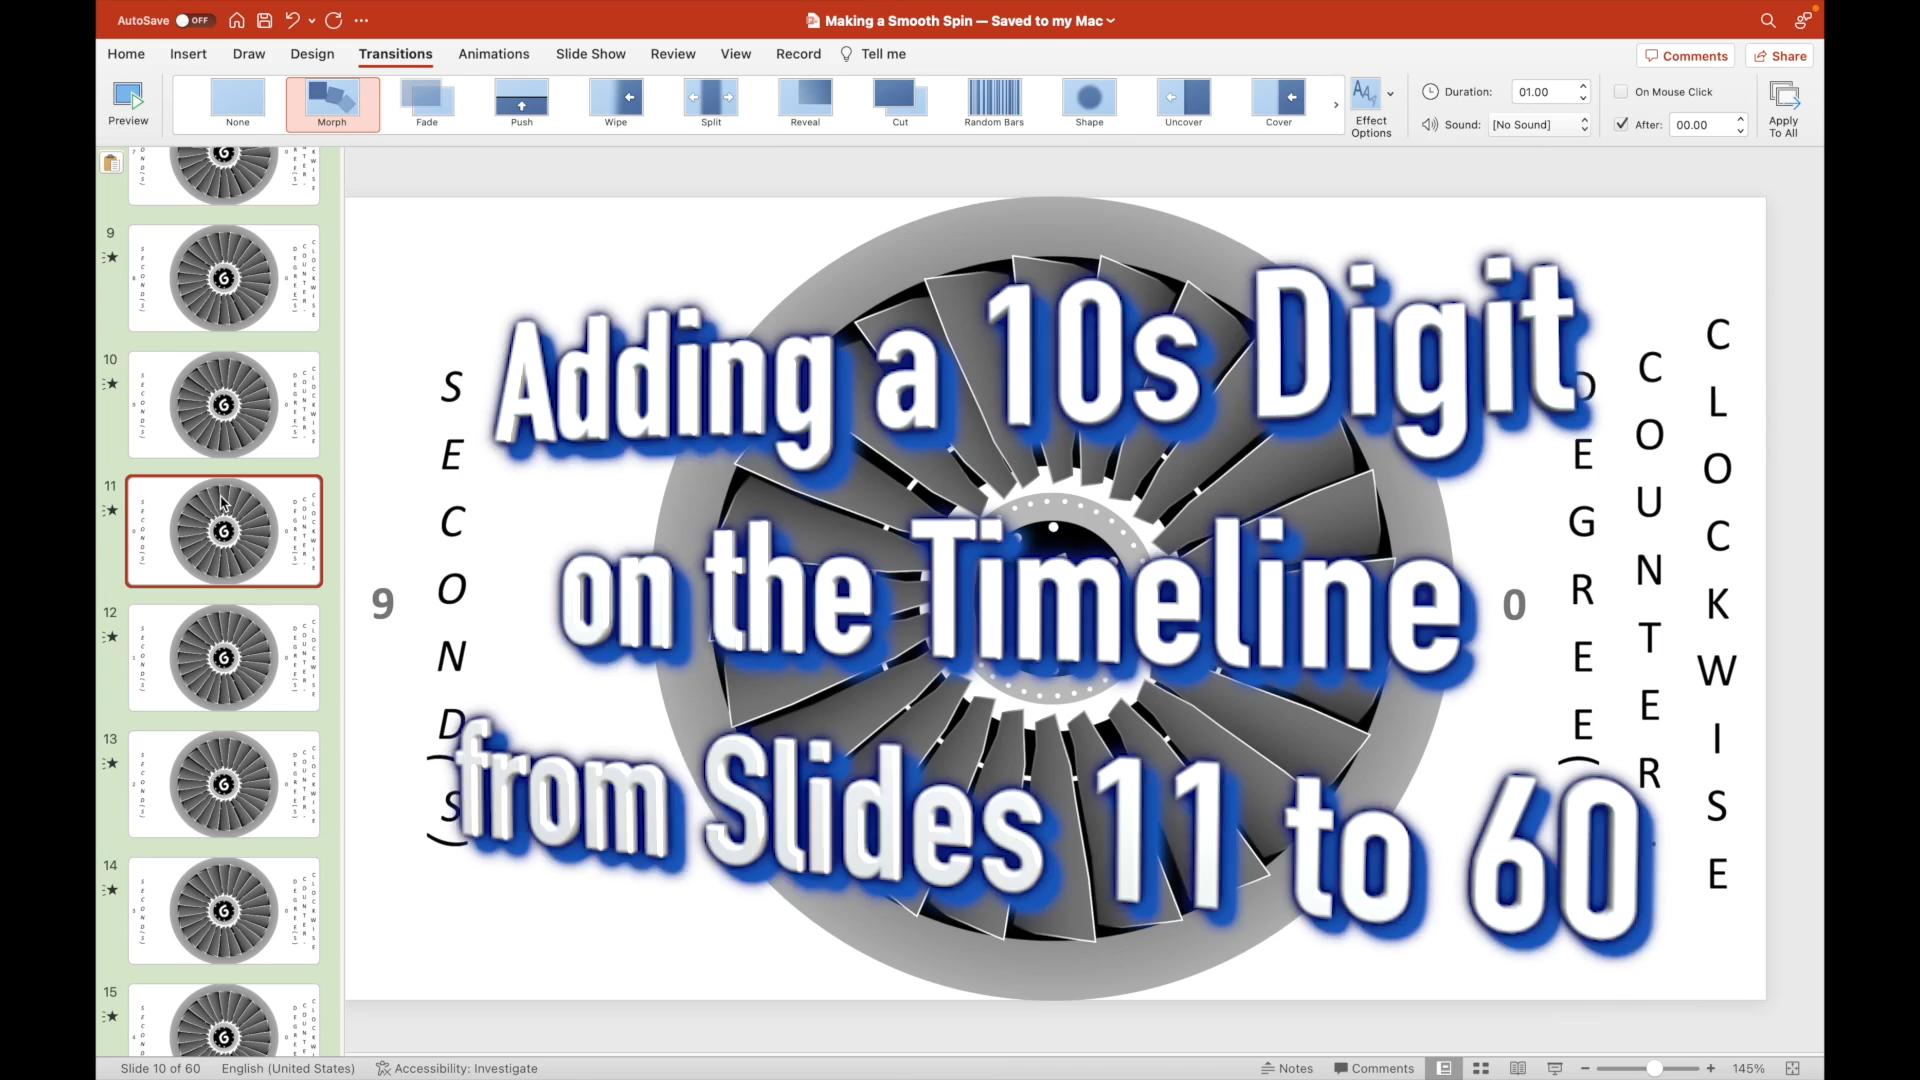 AutoSave OFF
Making a Smooth Spin — Saved to my Mac
Home Insert Draw Design Transitions Animations Slide Show Review View Record Tell me
Comments Share
Preview
None Morph Fade Push Wipe Split Reveal Cut Random Bars Shape Uncover Cover
Effect Options
Duration: 01.00
On Mouse Click
Sound: [No Sound]
After: 00.00
Apply To All
9
10
11
12
13
14
15
9
SECOND(S)
0
DEGREE(
COUNTER
CLOCKWISE
Adding a 10s Digit
on the Timeline
from Slides 11 to 60
Slide 10 of 60 English (United States) Accessibility: Investigate
Notes Comments 145%